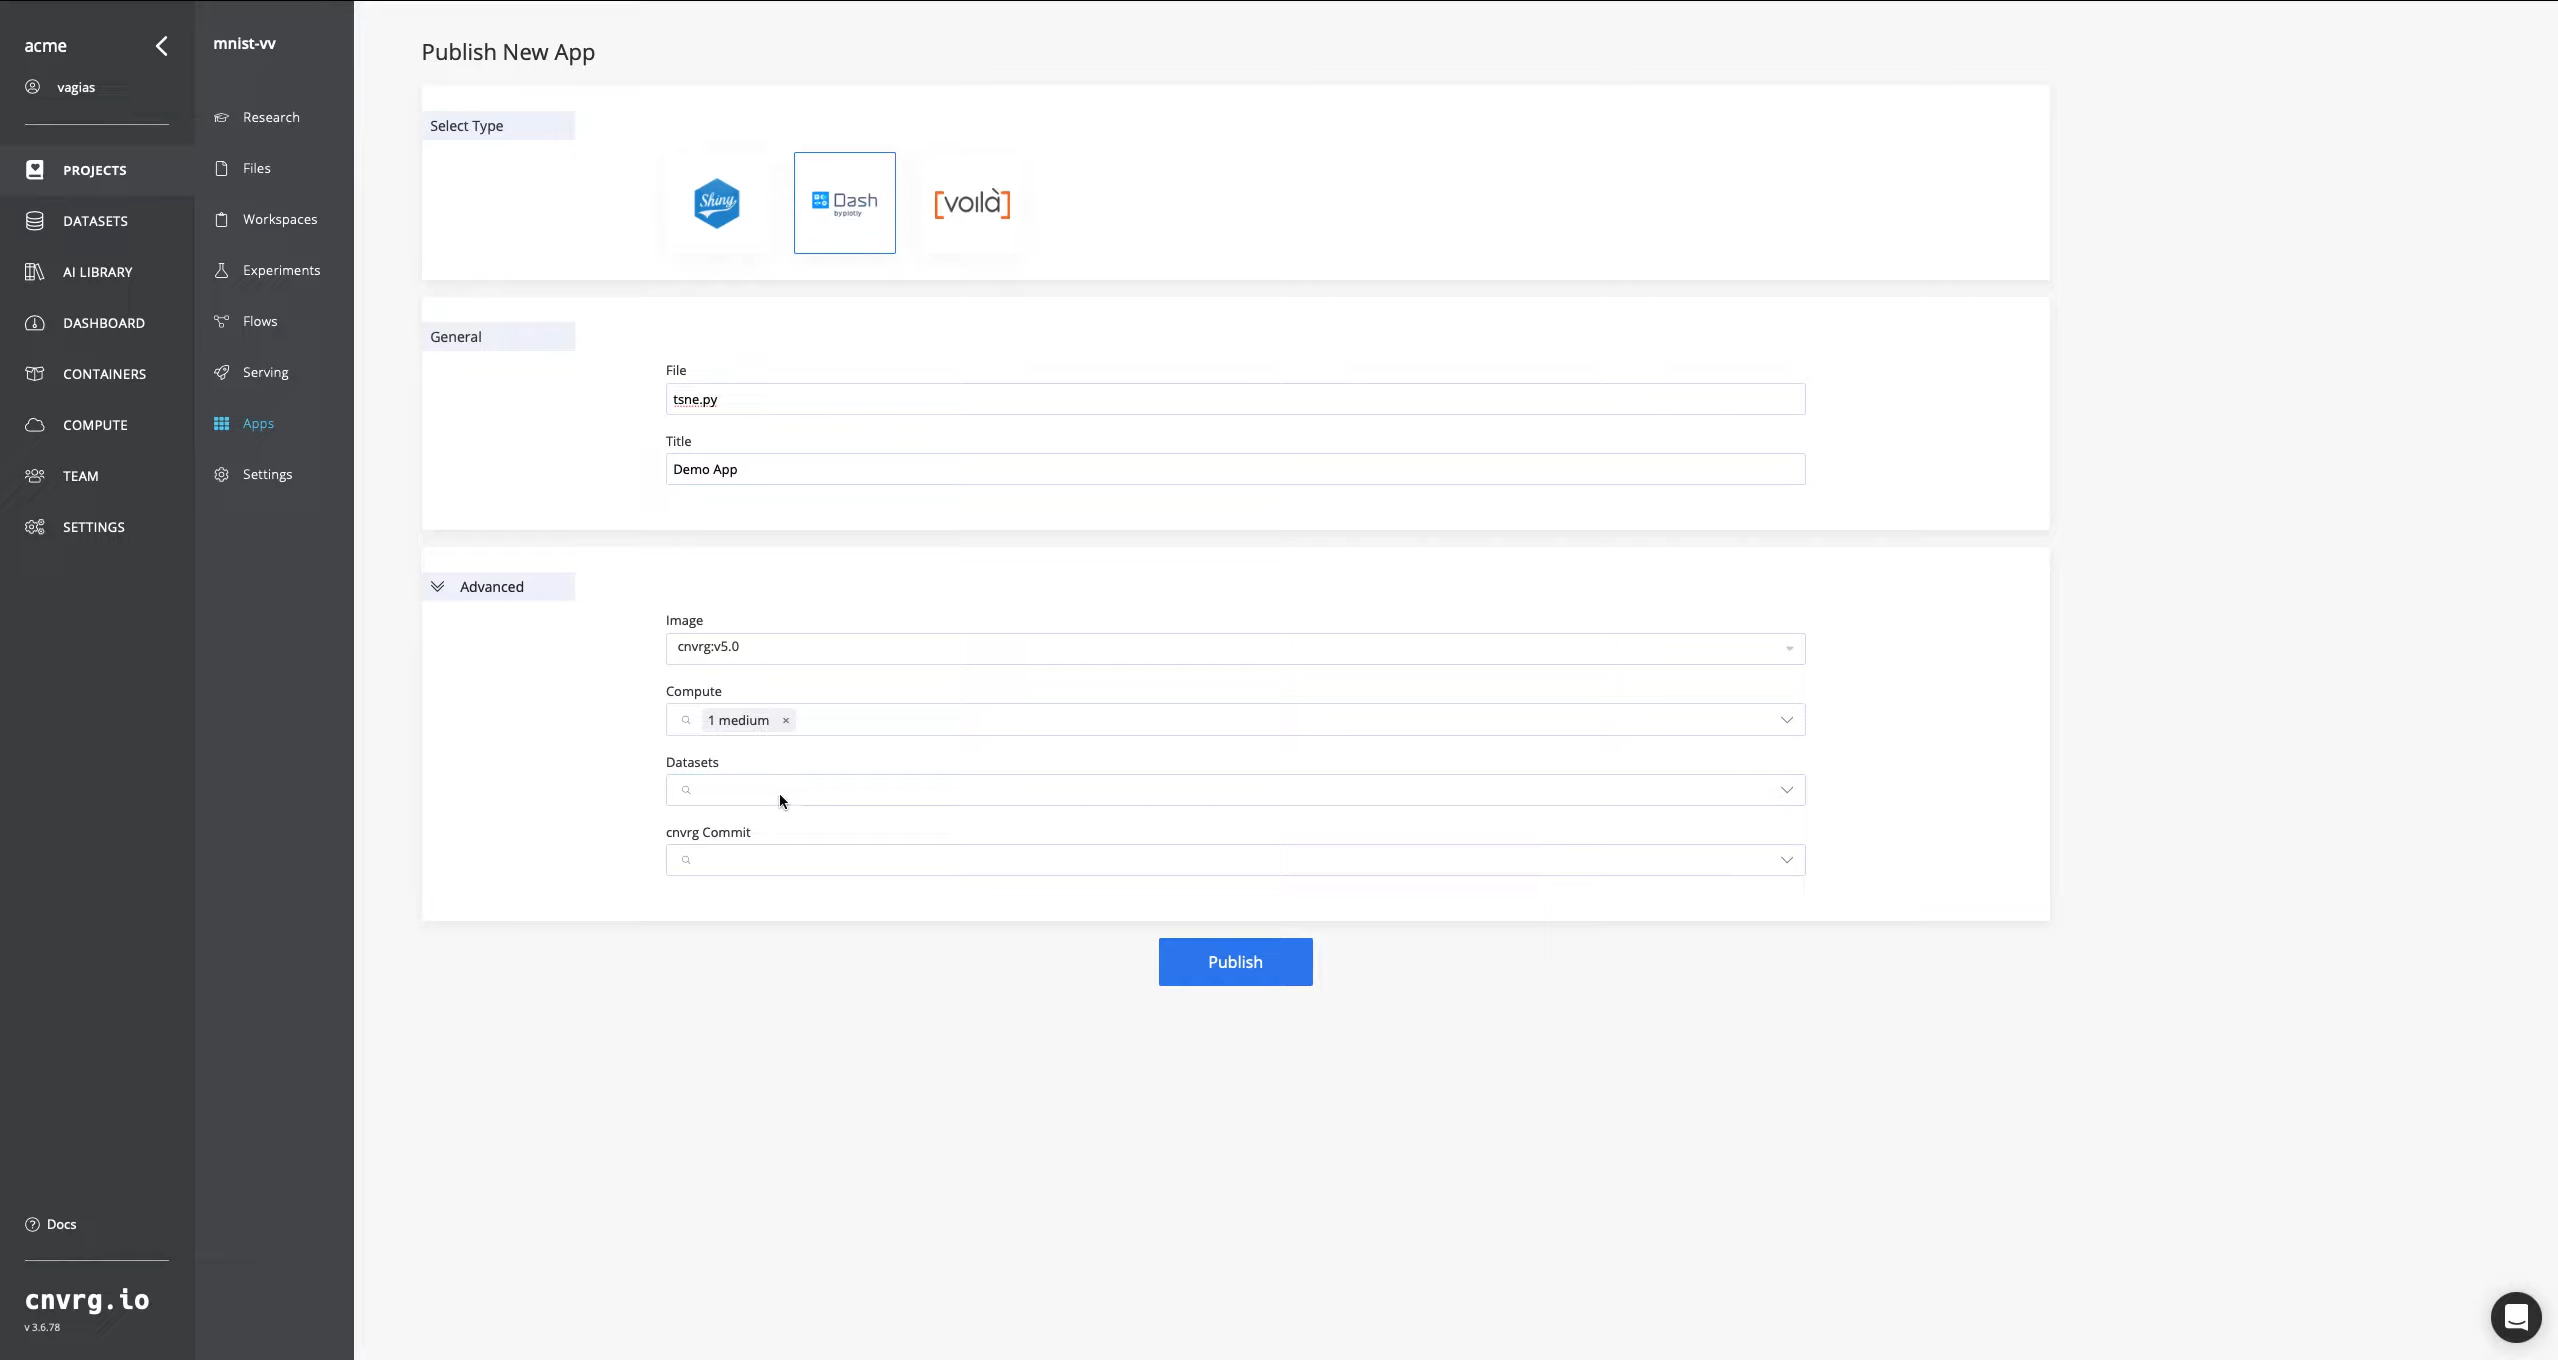 acme
vagias
PROJECTS
DATASETS
AI LIBRARY
DASHBOARD
CONTAINERS
COMPUTE
TEAM
SETTINGS
Docs
cnvrg.io
v 3.6.78
mnist-vv
Research
Files
Workspaces
Experiments
Flows
Serving
Apps
Settings
Publish New App
Select Type
Shiny
Dash
by plotly
[voilà]
General
File
tsne.py
Title
Demo App
Advanced
Image
cnvrg:v5.0
Compute
1 medium ×
Datasets
cnvrg Commit
Publish